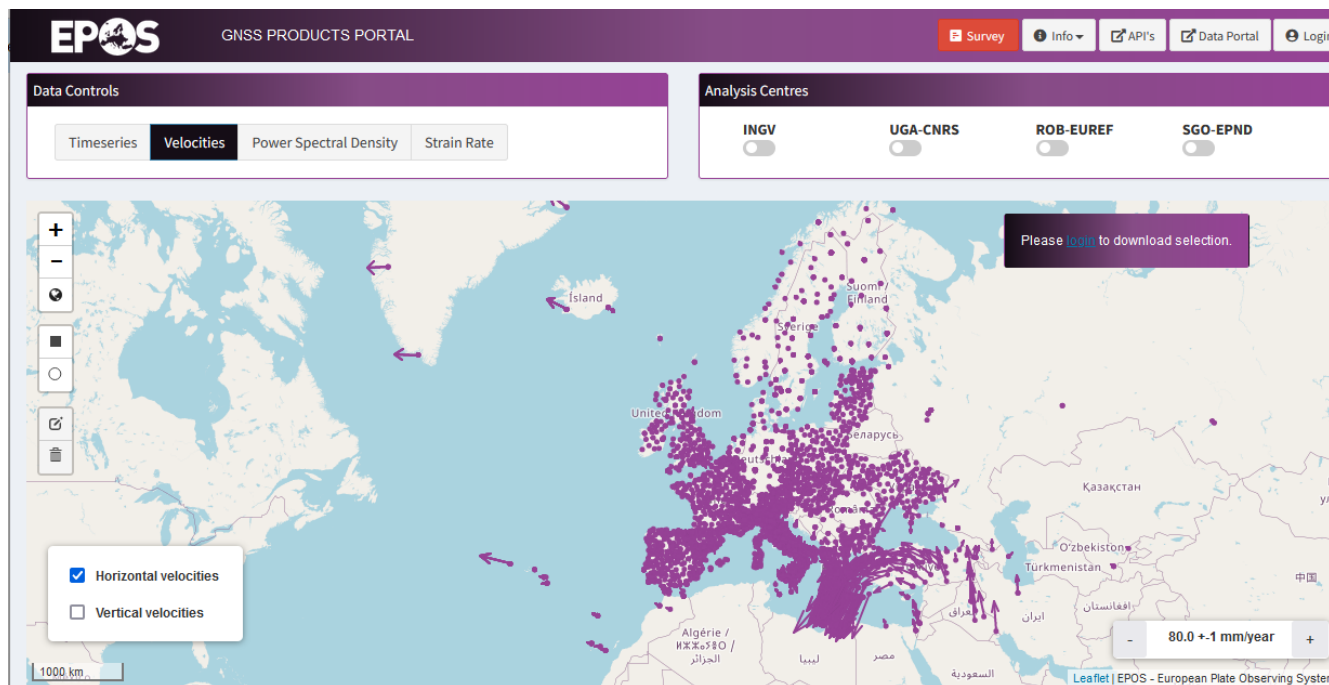 EPOS
GNSS PRODUCTS PORTAL
Survey
Info
API's
Data Portal
Login
Data Controls
Timeseries
Velocities
Power Spectral Density
Strain Rate
Analysis Centres
INGV
UGA-CNRS
ROB-EUREF
SGO-EPND
+
−
Please login to download selection.
Ísland
Suomi /
Finland
Sverige
United Kingdom
Беларусь
Deutschland
Қазақстан
O'zbekiston
Türkmenistan
中国
ایران
افغانستان
Algérie /
ⵍⵣⵣⴰⵢⴻⵔ /
الجزائر
ليبيا
مصر
السعودية
العراق
Horizontal velocities
Vertical velocities
1000 km
- 80.0 +-1 mm/year +
Leaflet | EPOS - European Plate Observing System